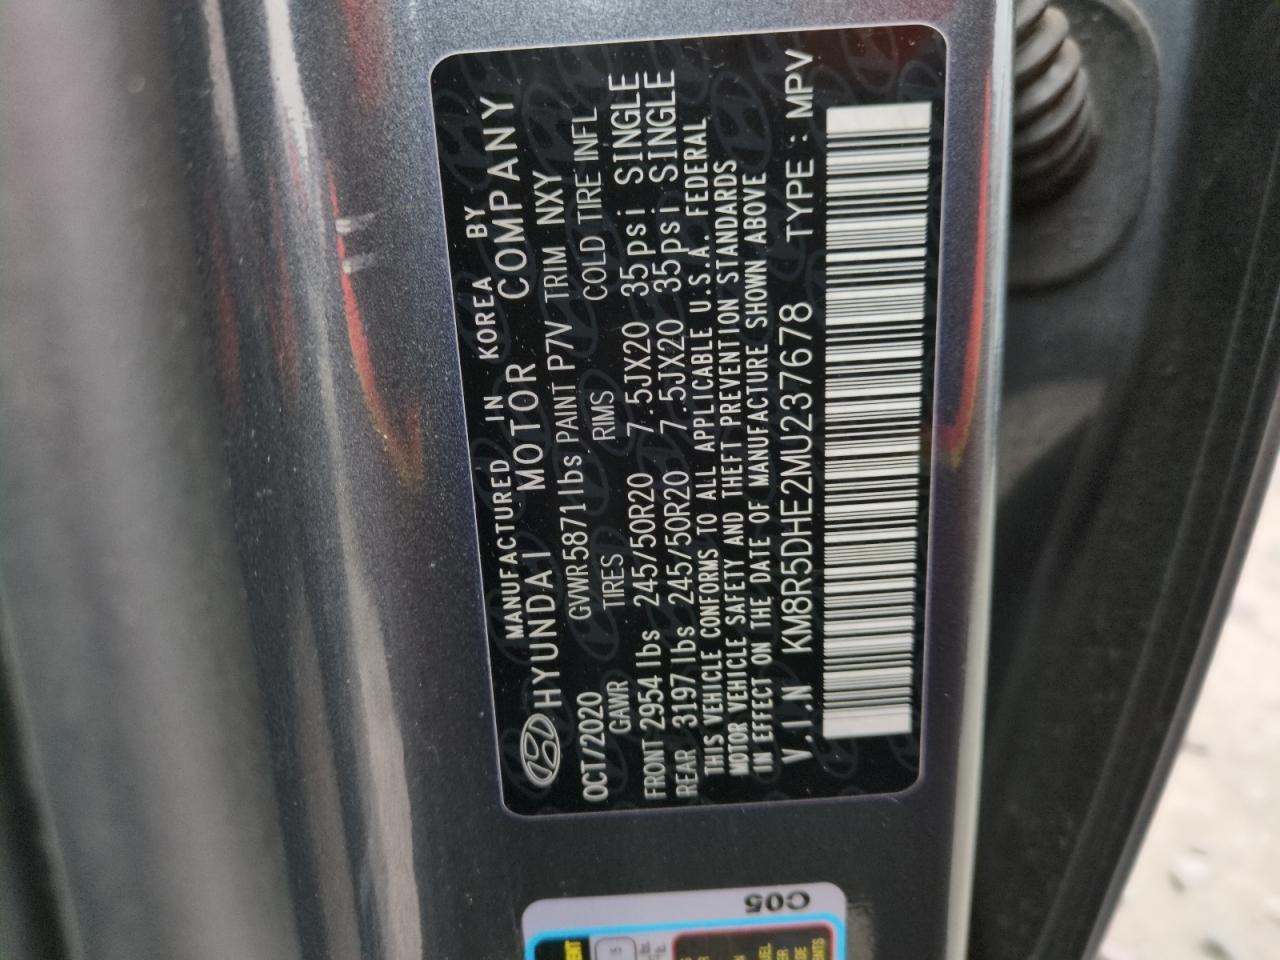 MANUFACTURED IN KOREA BY
HYUNDAI MOTOR COMPANY
OCT/2020 GVWR5871lbs PAINT P7V TRIM NXY
GAWR TIRES RIMS COLD TIRE INFL
FRONT 2954 lbs 245/50R20 7.5JX20 35psi SINGLE
REAR 3197 lbs 245/50R20 7.5JX20 35psi SINGLE
THIS VEHICLE CONFORMS TO ALL APPLICABLE U.S.A. FEDERAL
MOTOR VEHICLE SAFETY AND THEFT PREVENTION STANDARDS
IN EFFECT ON THE DATE OF MANUFACTURE SHOWN ABOVE
V.I.N KM8R5DHE2MU237678 TYPE : MPV
C05